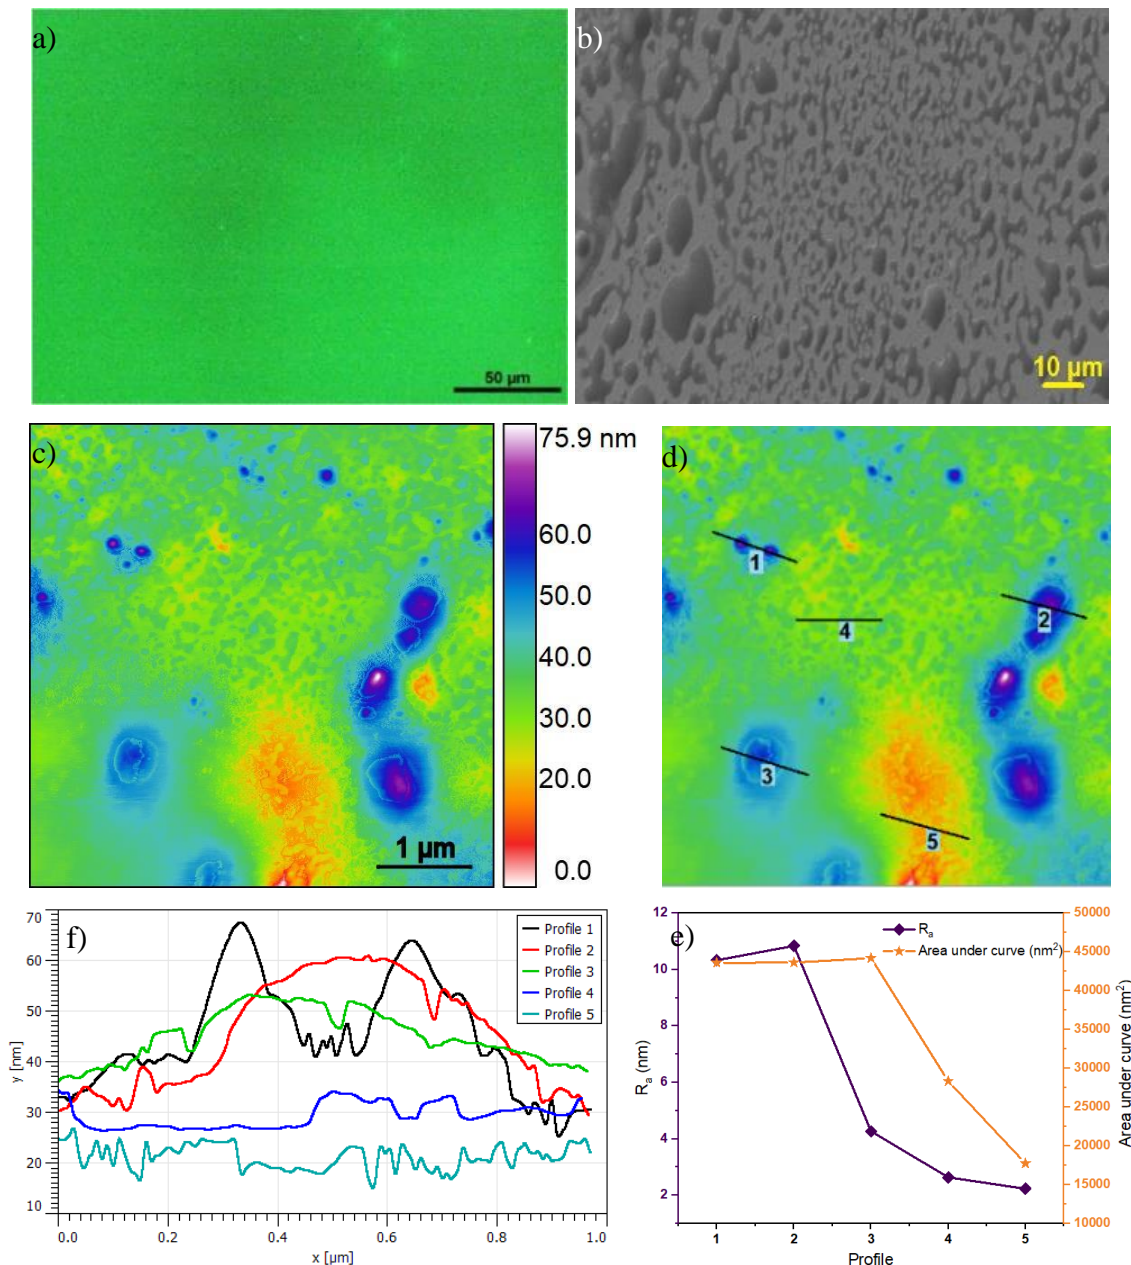 a)
50 µm
b)
10 µm
c)
75.9 nm
60.0
50.0
40.0
30.0
20.0
0.0
1 µm
d)
1
2
4
3
5
f)
70
60
50
40
30
20
10
y [nm]
0.0 0.2 0.4 0.6 0.8 1.0
x [µm]
Profile 1
Profile 2
Profile 3
Profile 4
Profile 5
e)
12
10
8
6
4
2
Ra (nm)
Ra
Area under curve (nm²)
50000
45000
40000
35000
30000
25000
20000
15000
10000
Area under curve (nm²)
1 2 3 4 5
Profile